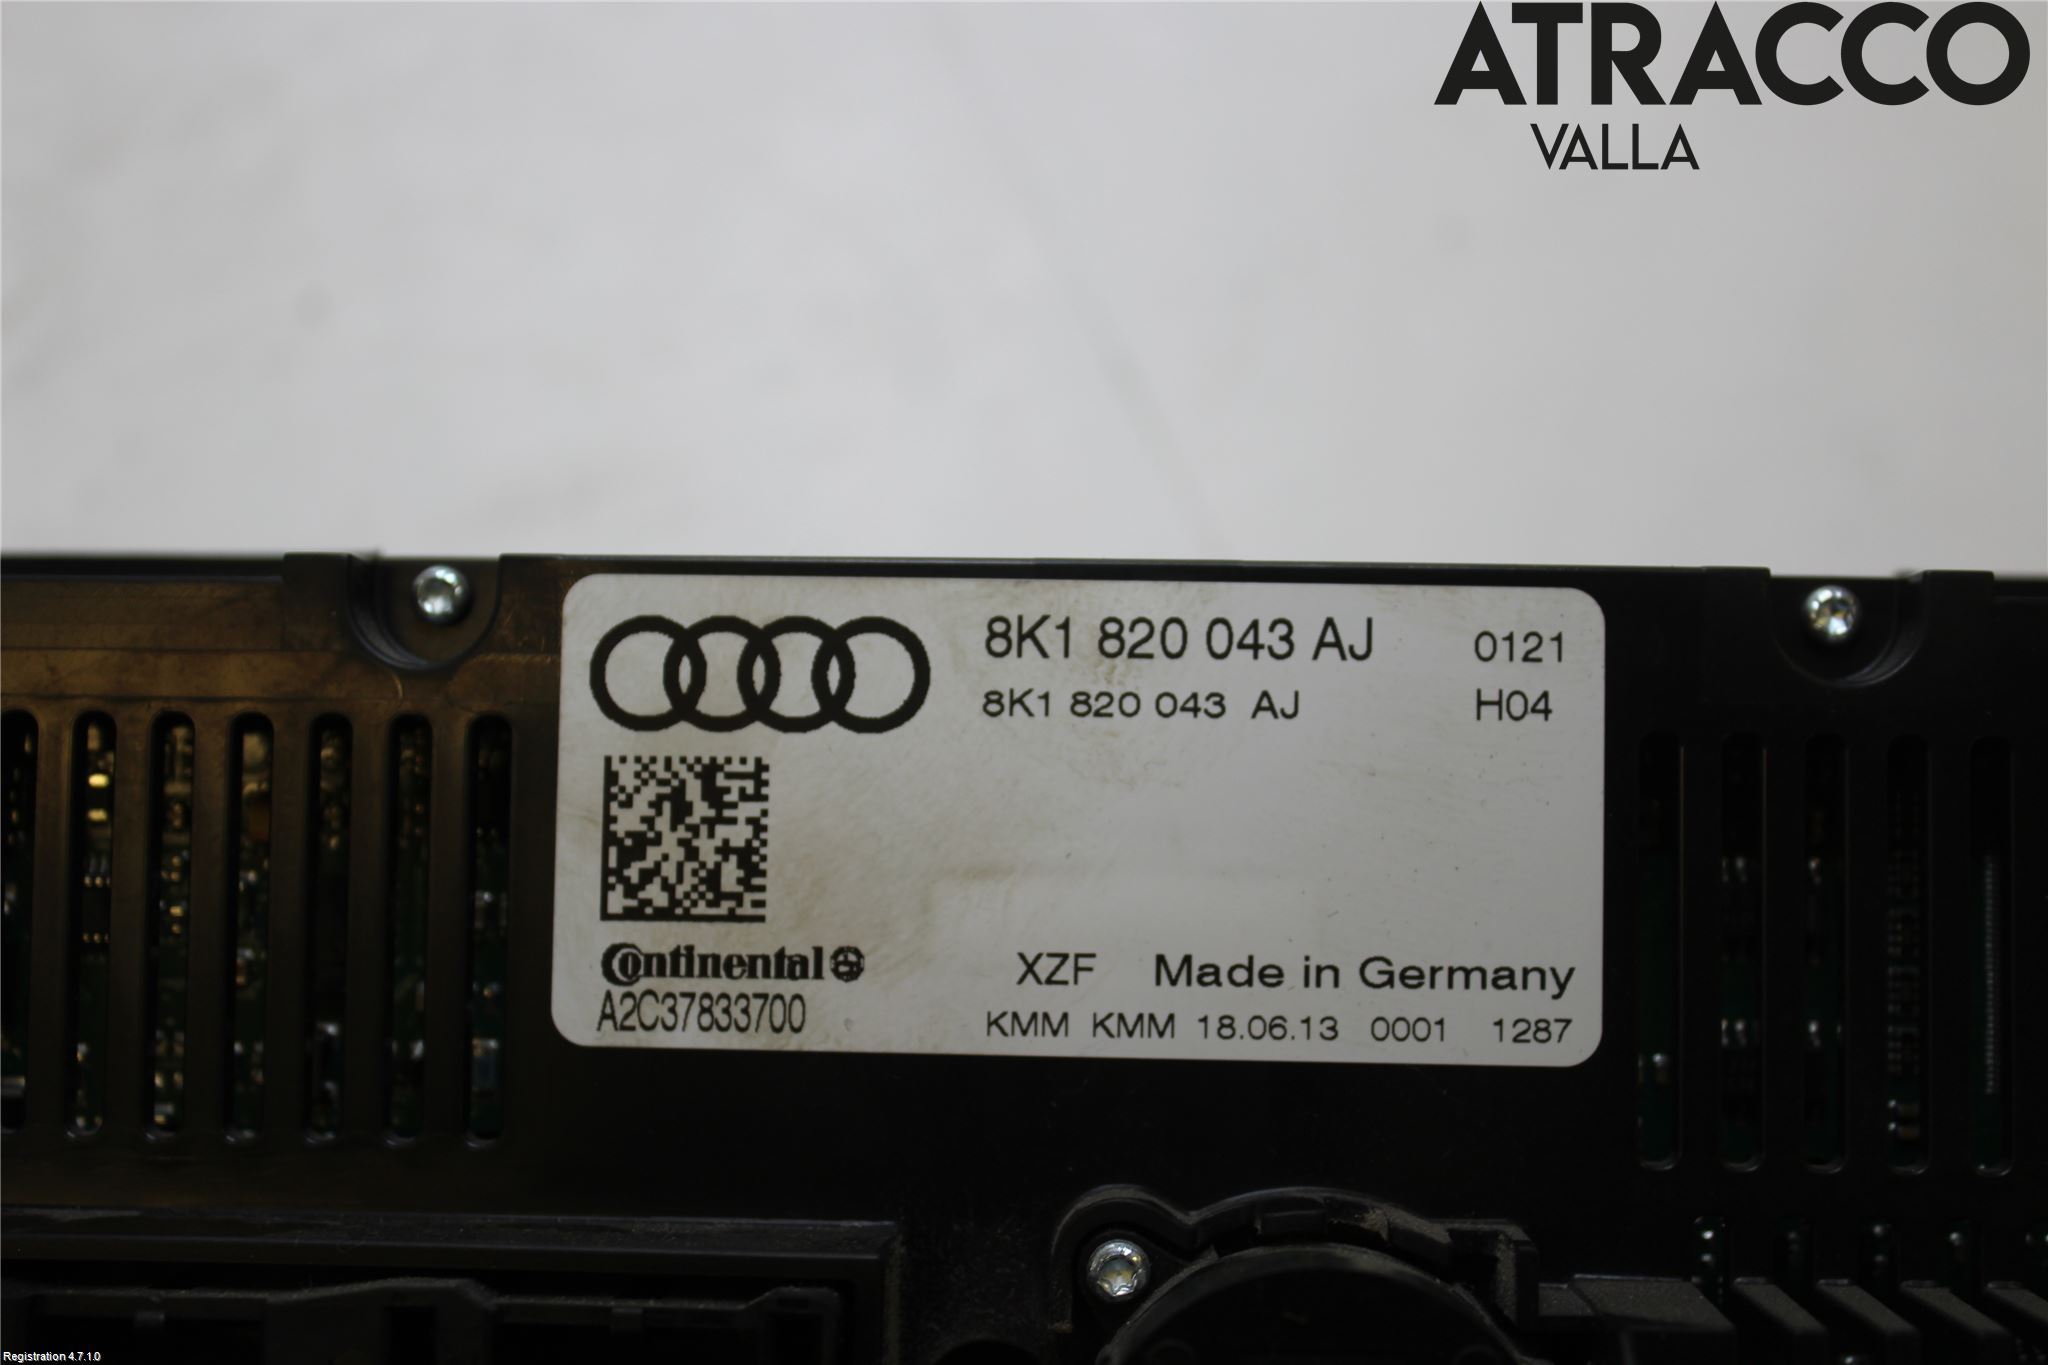 ATRACCO
VALLA
8K1 820 043 AJ 0121
8K1 820 043 AJ H04
Continental
A2C37833700
XZF Made in Germany
KMM KMM 18.06.13 0001 1287
Registration 4.7.1.0